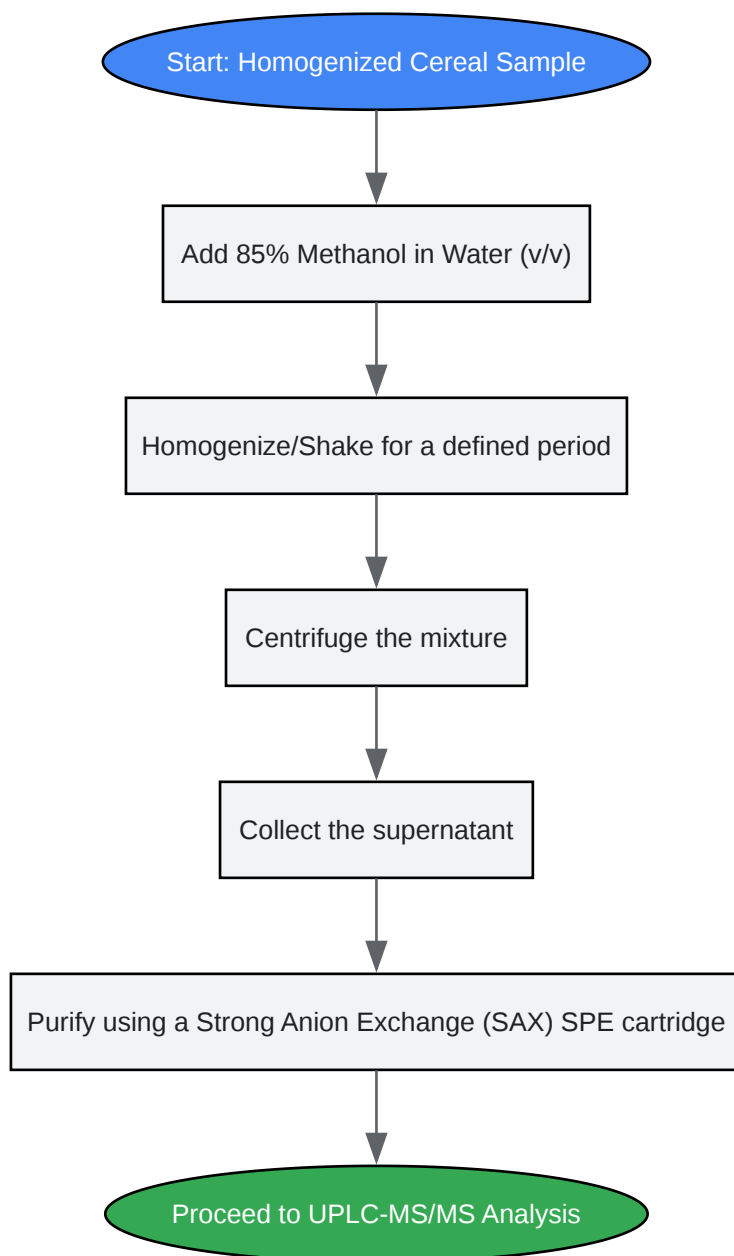 Start: Homogenized Cereal Sample
Add 85% Methanol in Water (v/v)
Homogenize/Shake for a defined period
Centrifuge the mixture
Collect the supernatant
Purify using a Strong Anion Exchange (SAX) SPE cartridge
Proceed to UPLC-MS/MS Analysis